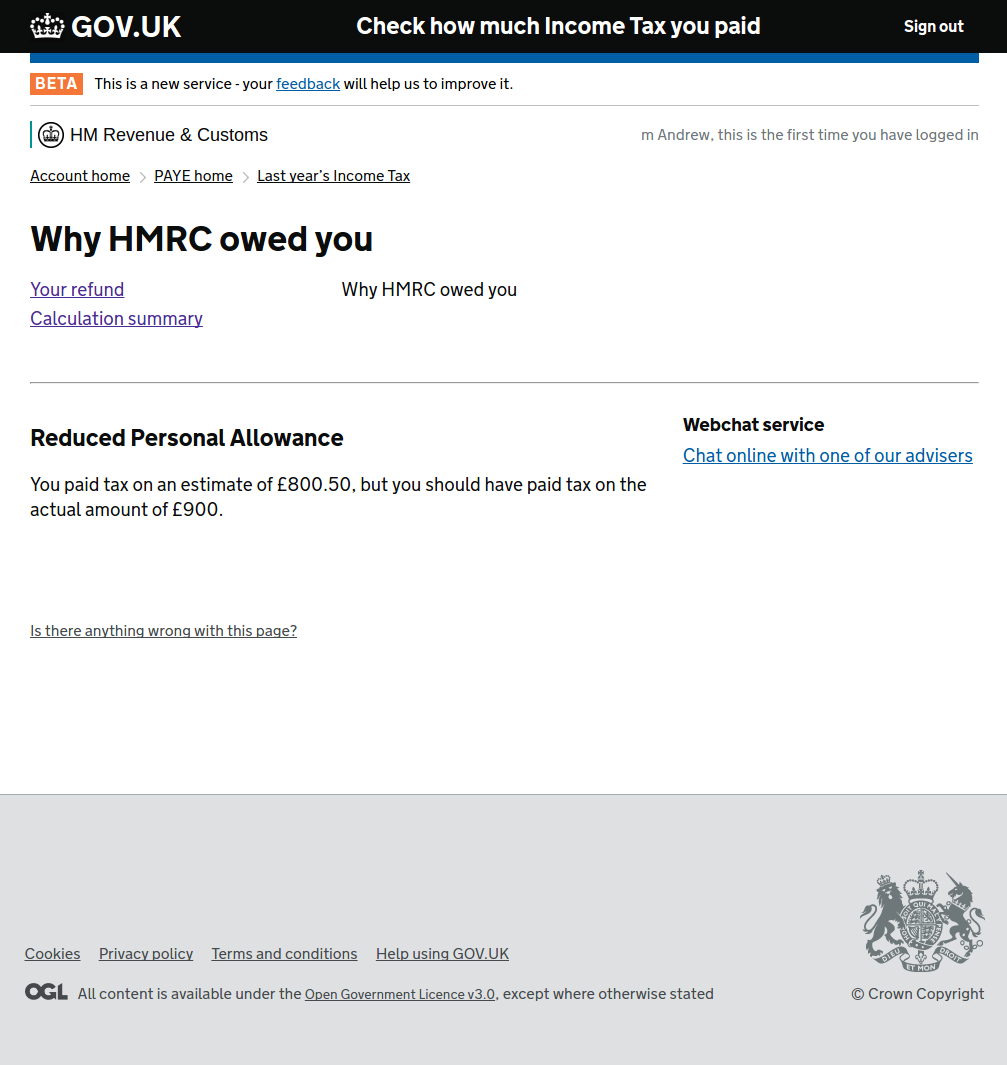 GOV.UK Check how much Income Tax you paid Sign out
BETA This is a new service - your feedback will help us to improve it.
HM Revenue & Customs m Andrew, this is the first time you have logged in
Account home PAYE home Last year's Income Tax
Why HMRC owed you
Your refund Why HMRC owed you
Calculation summary
Reduced Personal Allowance
Webchat service
Chat online with one of our advisers
You paid tax on an estimate of £800.50, but you should have paid tax on the
actual amount of £900.
Is there anything wrong with this page?
Cookies Privacy policy Terms and conditions Help using GOV.UK
OGL All content is available under the Open Government Licence v3.0, except where otherwise stated
DIEU ET MON DROIT
© Crown Copyright